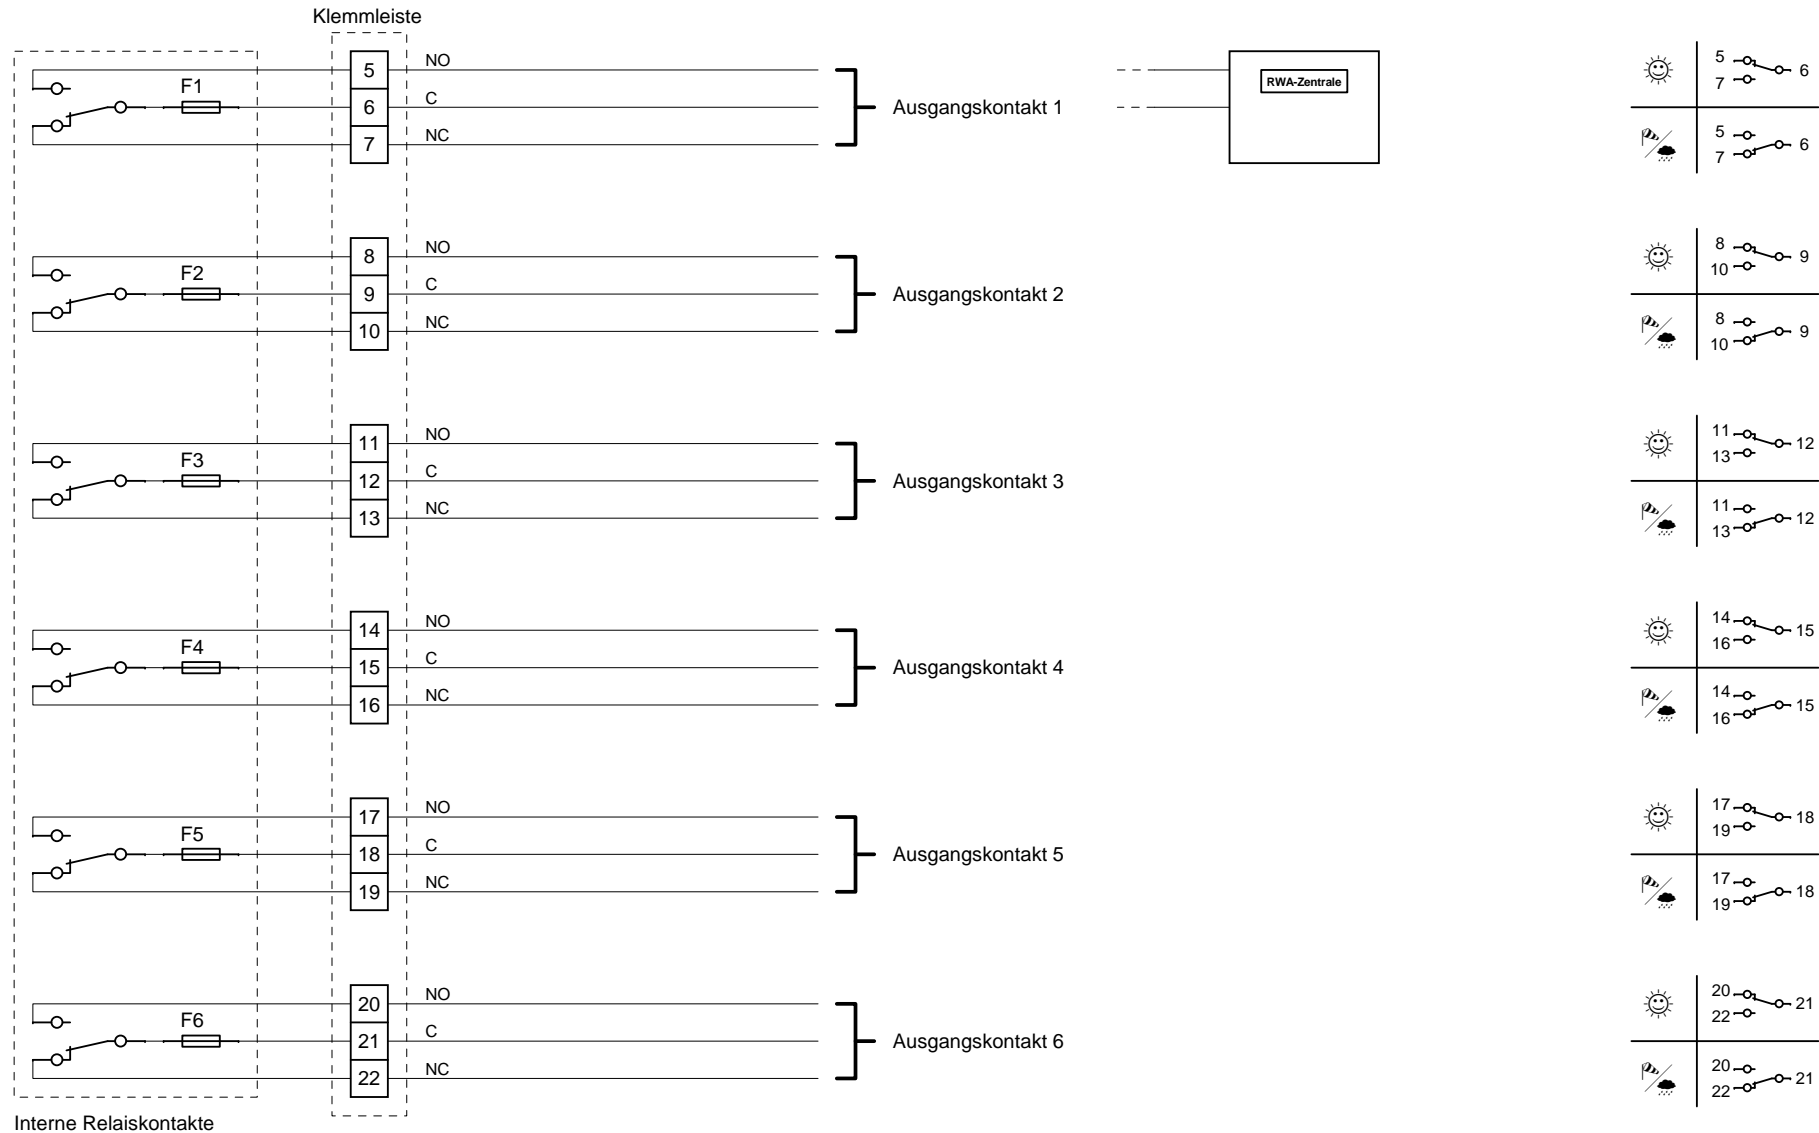 Klemmleiste
5 NO
F1
6 C
7 NC
Ausgangskontakt 1
RWA-Zentrale
5
7
6
5
7
6
8 NO
F2
9 C
10 NC
Ausgangskontakt 2
8
10
9
8
10
9
11 NO
F3
12 C
13 NC
Ausgangskontakt 3
11
13
12
11
13
12
14 NO
F4
15 C
16 NC
Ausgangskontakt 4
14
16
15
14
16
15
17 NO
F5
18 C
19 NC
Ausgangskontakt 5
17
19
18
17
19
18
20 NO
F6
21 C
22 NC
Ausgangskontakt 6
20
22
21
20
22
21
Interne Relaiskontakte